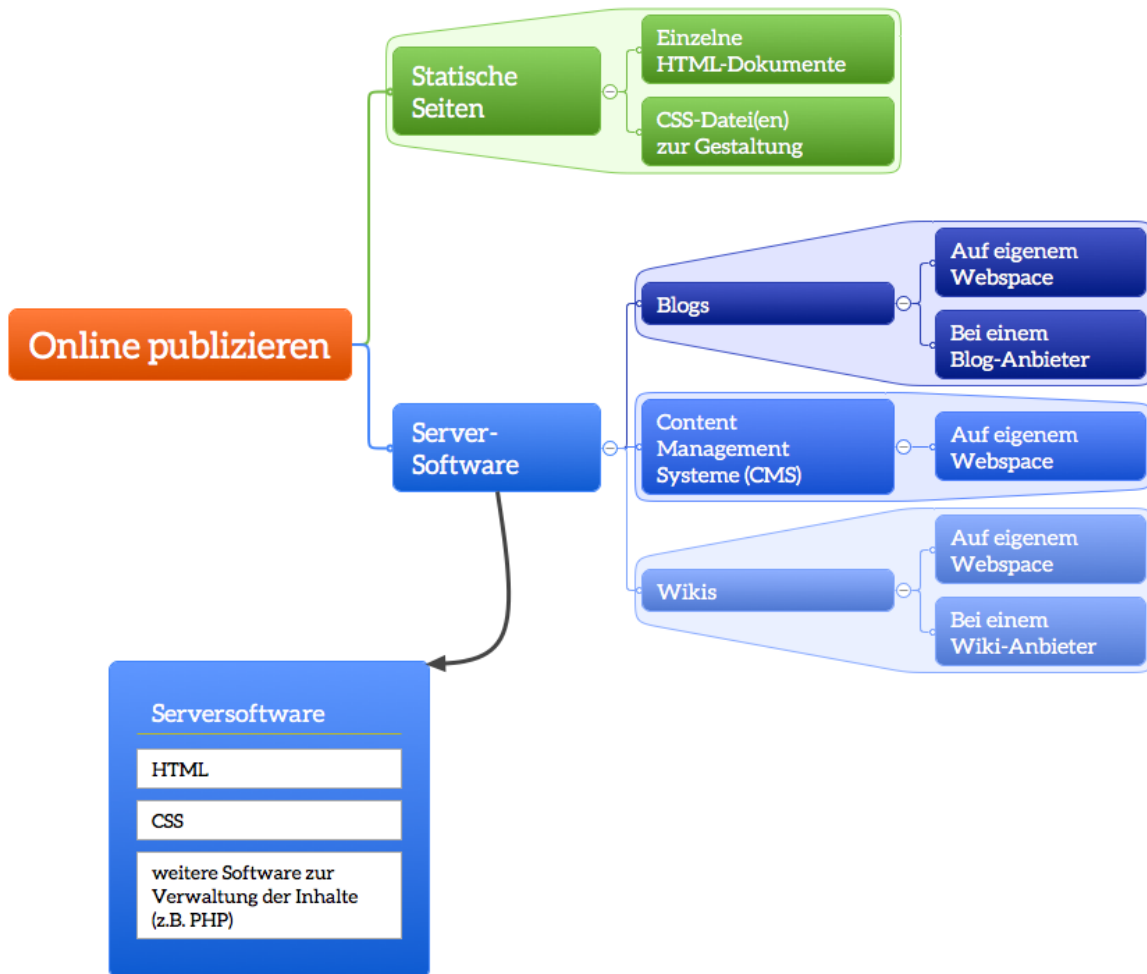 Online publizieren
Statische
Seiten
Einzelne
HTML-Dokumente
CSS-Datei(en)
zur Gestaltung
Server-
Software
Blogs
Auf eigenem
Webspace
Bei einem
Blog-Anbieter
Content
Management
Systeme (CMS)
Auf eigenem
Webspace
Wikis
Auf eigenem
Webspace
Bei einem
Wiki-Anbieter
Serversoftware
HTML
CSS
weitere Software zur
Verwaltung der Inhalte
(z.B. PHP)